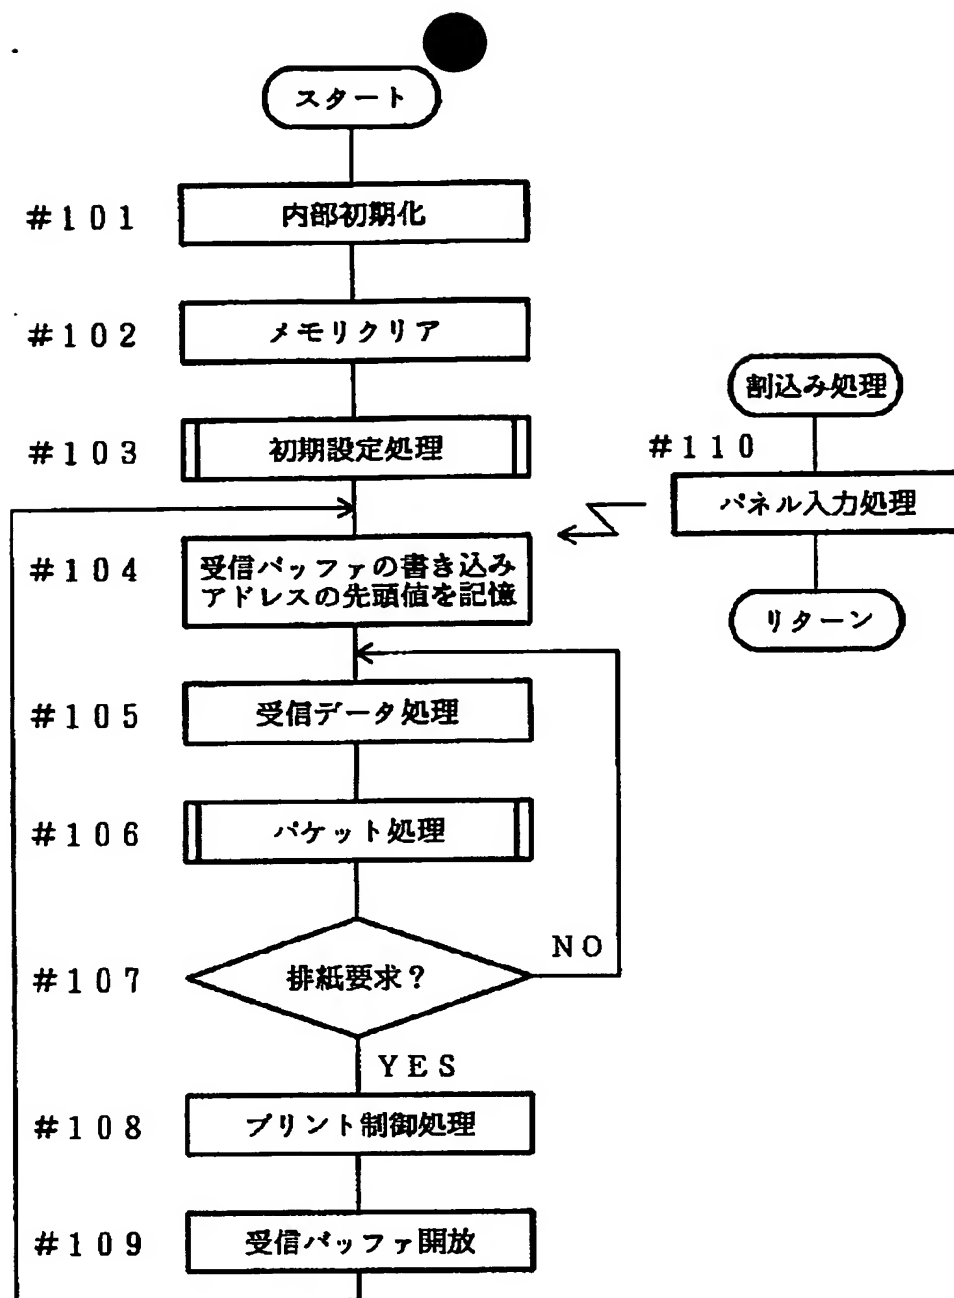 スタート
#101 内部初期化
#102 メモリクリア
#103 初期設定処理
#104 受信バッファの書き込み
アドレスの先頭値を記憶
#105 受信データ処理
#106 パケット処理
#107 排紙要求?
NO
YES
#108 プリント制御処理
#109 受信バッファ開放
割込み処理
#110
パネル入力処理
リターン